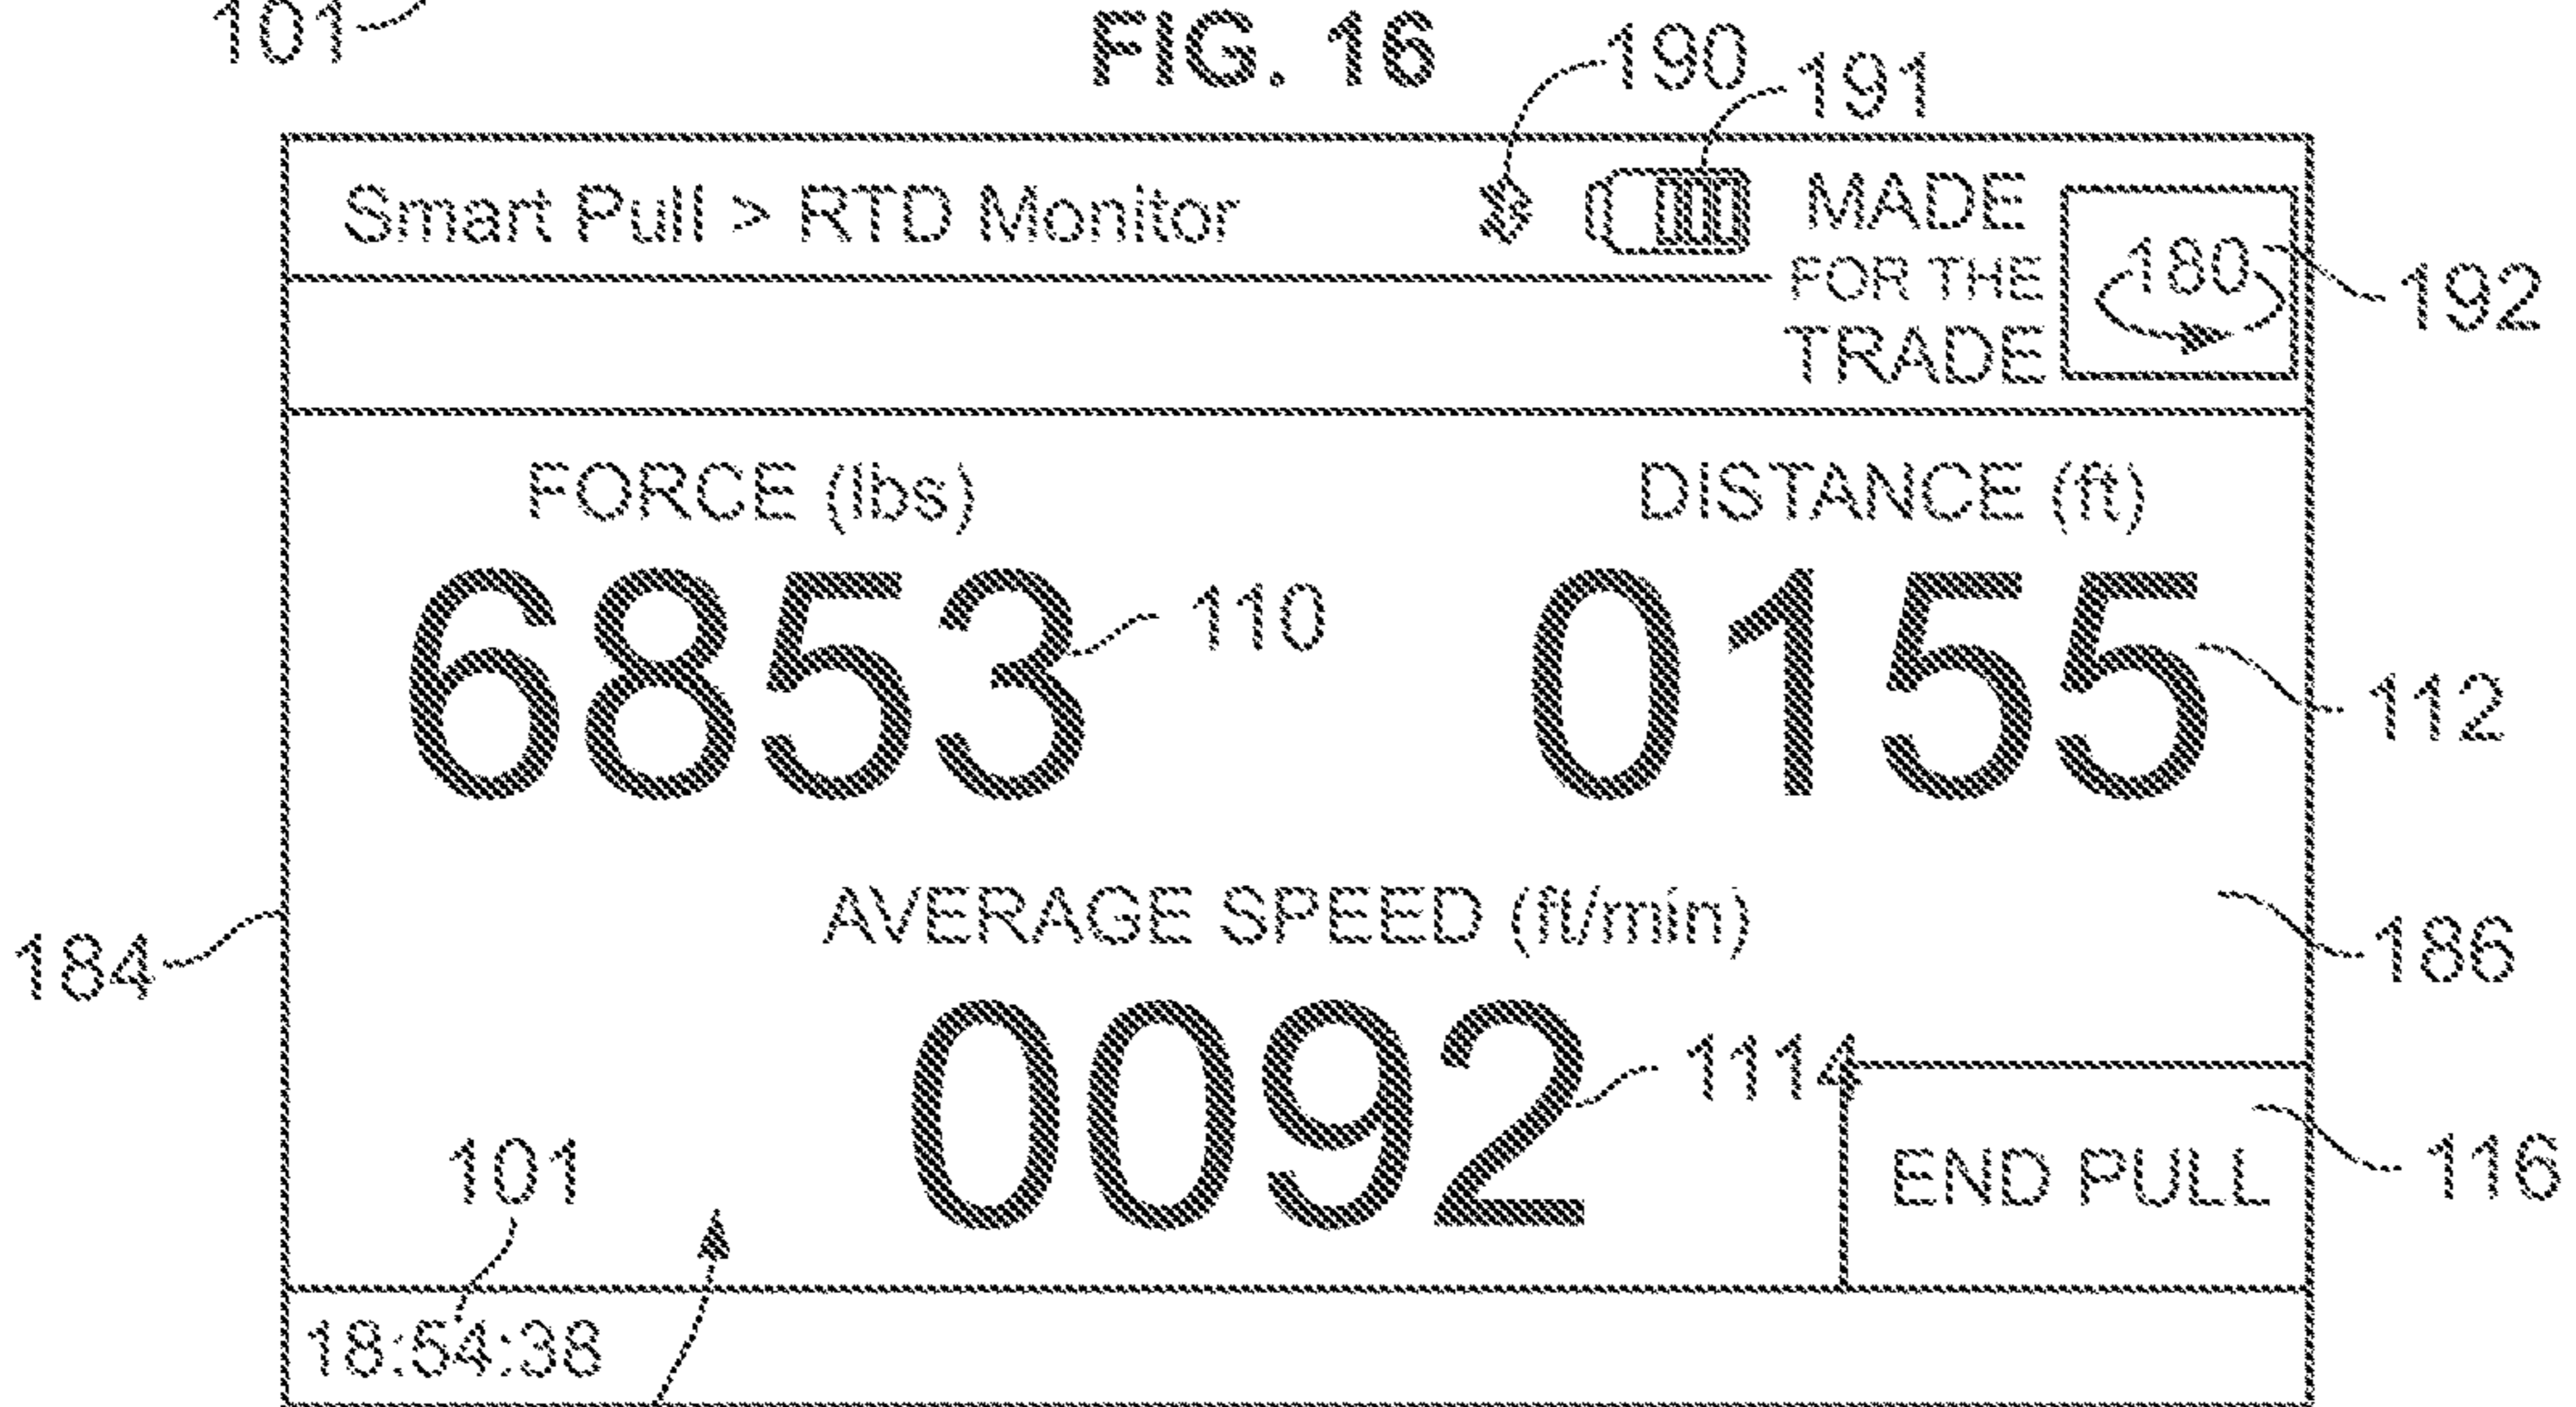 101
FIG. 16
190
191
Smart Pull > RTD Monitor
MADE
FOR THE
TRADE
180
192
FORCE (lbs)
DISTANCE (ft)
6853
110
0155
112
AVERAGE SPEED (ft/min)
184
186
0092
1114
101
END PULL
116
18:54:38